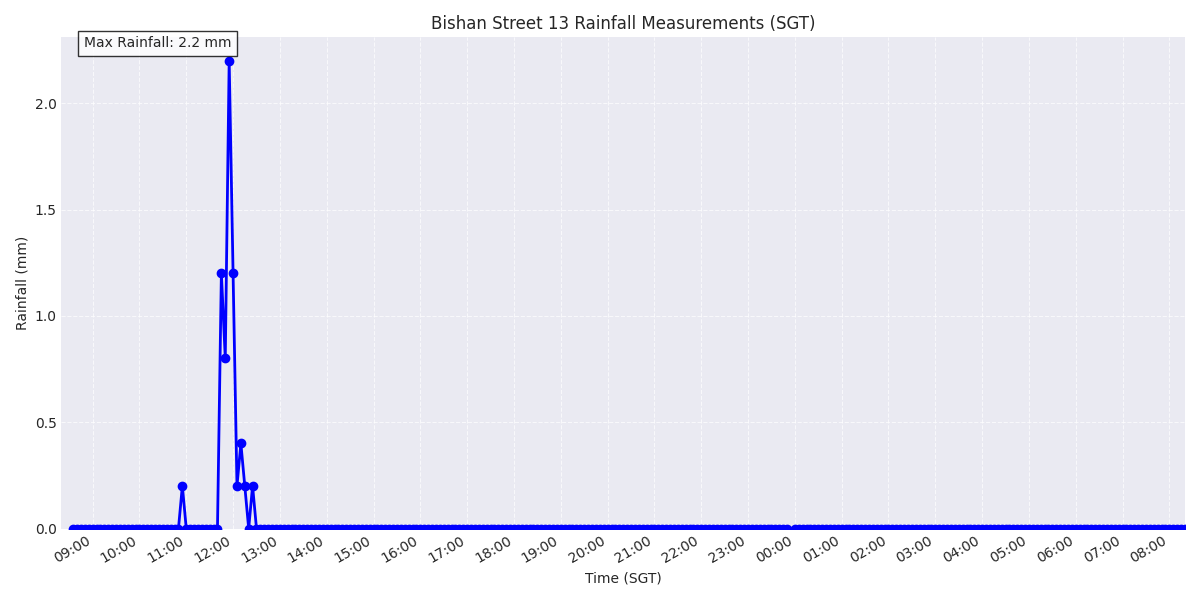 Bishan Street 13 Rainfall Measurements (SGT)
Max Rainfall: 2.2 mm
Rainfall (mm)
2.0
1.5
1.0
0.5
0.0
09:00 10:00 11:00 12:00 13:00 14:00 15:00 16:00 17:00 18:00 19:00 20:00 21:00 22:00 23:00 00:00 01:00 02:00 03:00 04:00 05:00 06:00 07:00 08:00
Time (SGT)